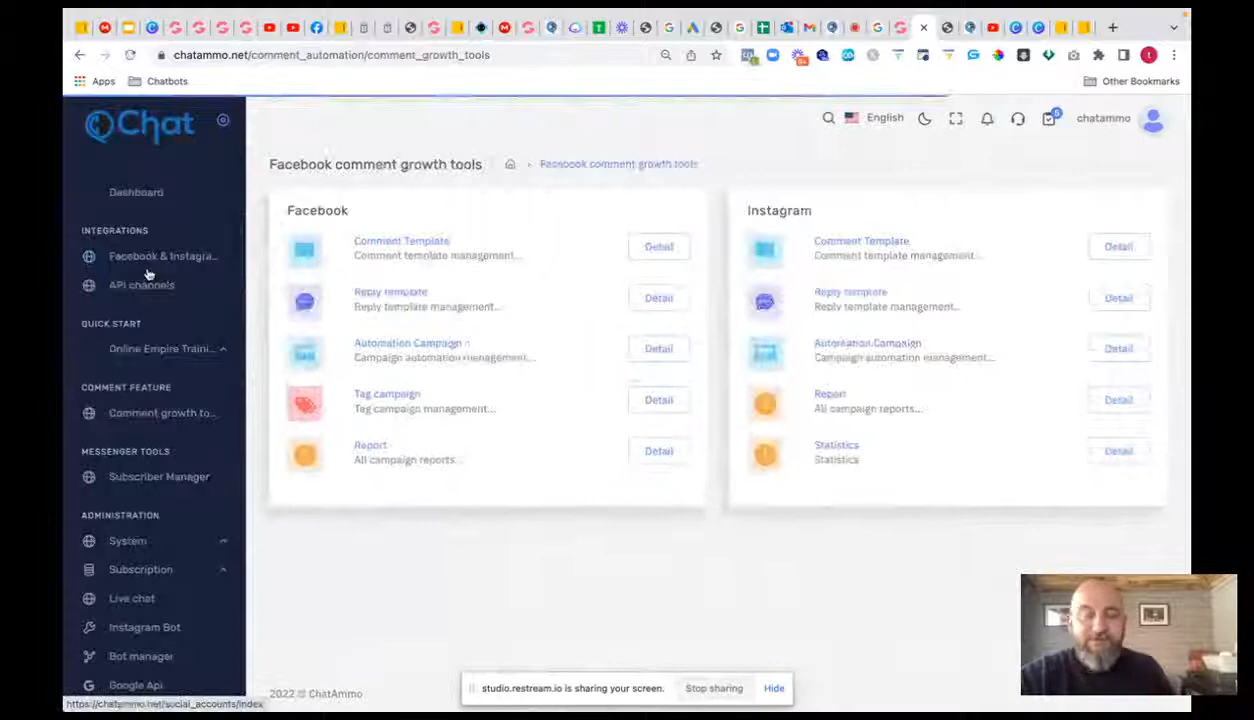 chatammo.net/comment_automation/comment_growth_tools
Apps
Chatbots
Other Bookmarks
Chat
English
5
chatammo
Dashboard
INTEGRATIONS
Facebook & Instagra...
API channels
QUICK START
Online Empire Traini...
COMMENT FEATURE
Comment growth to...
MESSENGER TOOLS
Subscriber Manager
ADMINISTRATION
System
Subscription
Live chat
Instagram Bot
Bot manager
Google Api
Facebook comment growth tools
Facebook comment growth tools
Facebook
Comment Template
Comment template management...
Detail
Reply template
Reply template management...
Detail
Automation Campaign
Campaign automation management...
Detail
Tag campaign
Tag campaign management...
Detail
Report
All campaign reports...
Detail
Instagram
Comment Template
Comment template management...
Detail
Reply template
Reply template management...
Detail
Automation Campaign
Campaign automation management...
Detail
Report
All campaign reports...
Detail
Statistics
Statistics
Detail
2022 © ChatAmmo
studio.restream.io is sharing your screen.
Stop sharing
Hide
https://chatammo.net/social_accounts/index